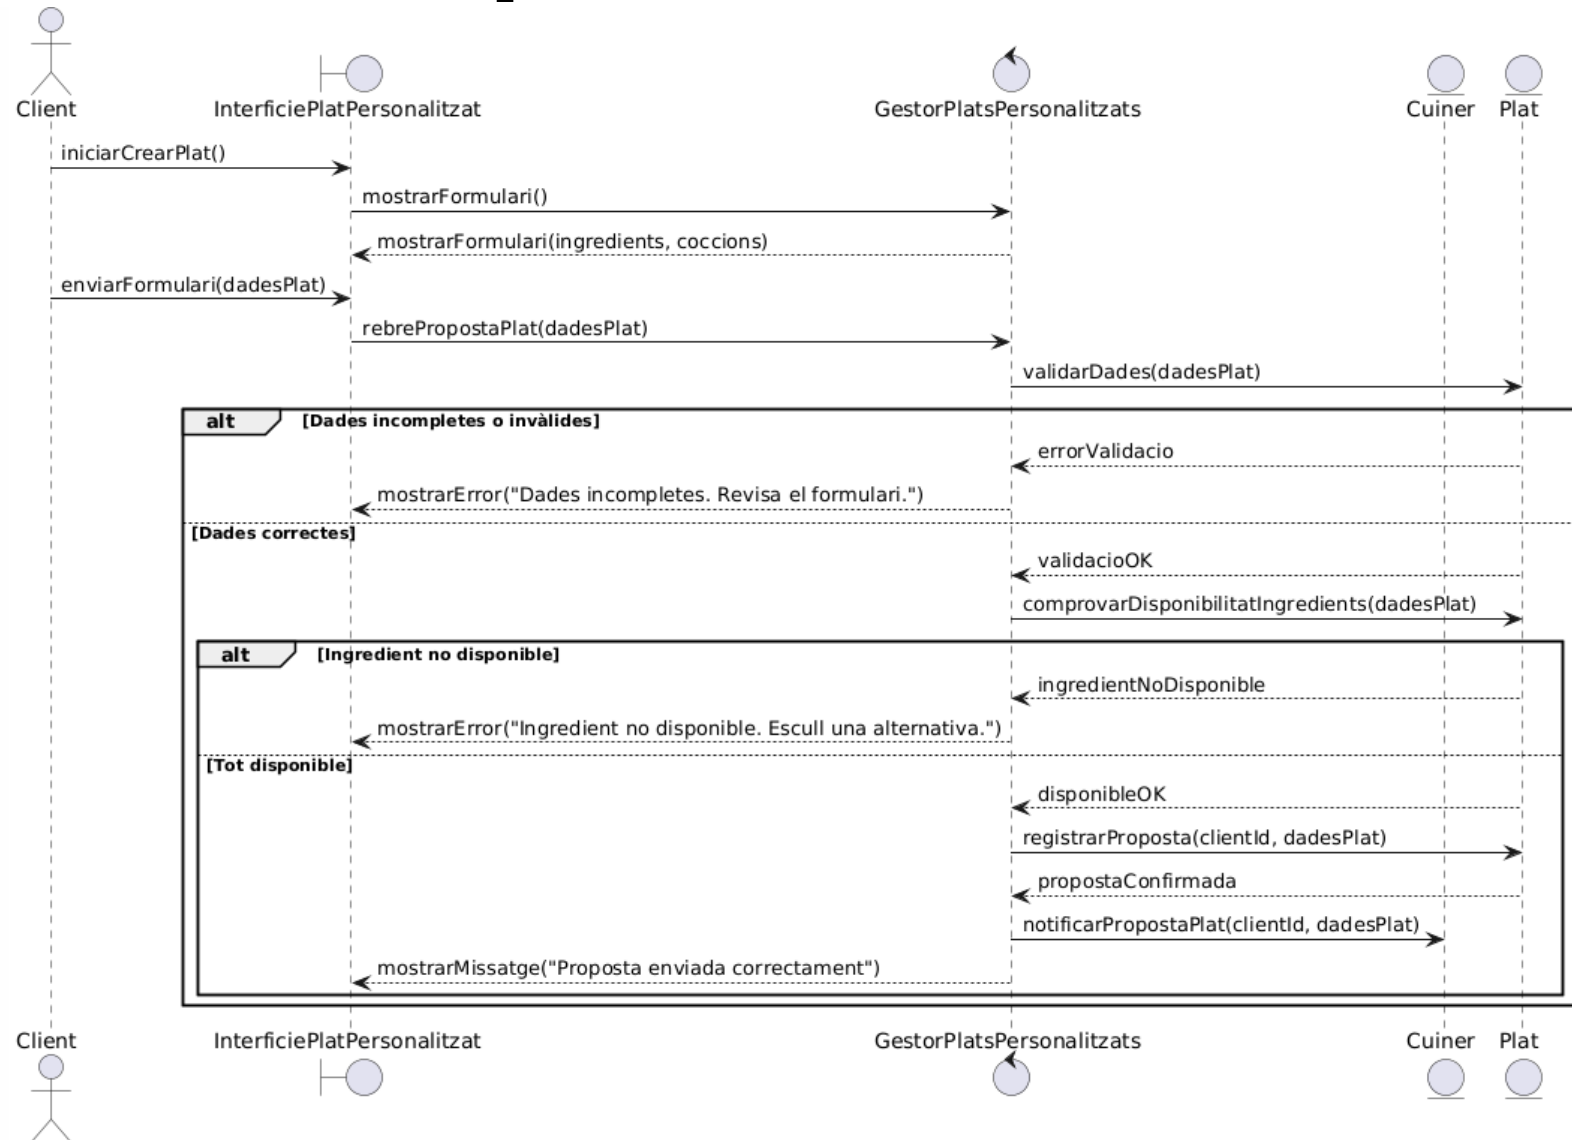 Client
InterfíciePlatPersonalitzat
GestorPlatsPersonalitzats
Cuiner
Plat
iniciarCrearPlat()
mostrarFormulari()
mostrarFormulari(ingredients, coccions)
enviarFormulari(dadesPlat)
rebrePropostaPlat(dadesPlat)
validarDades(dadesPlat)
alt [Dades incompletes o invàlides]
errorValidacio
mostrarError("Dades incompletes. Revisa el formulari.")
[Dades correctes]
validacioOK
comprovarDisponibilitatIngredients(dadesPlat)
alt [Ingredient no disponible]
ingredientNoDisponible
mostrarError("Ingredient no disponible. Escull una alternativa.")
[Tot disponible]
disponibleOK
registrarProposta(clientId, dadesPlat)
propostaConfirmada
notificarPropostaPlat(clientId, dadesPlat)
mostrarMissatge("Proposta enviada correctament")
Client
InterfíciePlatPersonalitzat
GestorPlatsPersonalitzats
Cuiner
Plat